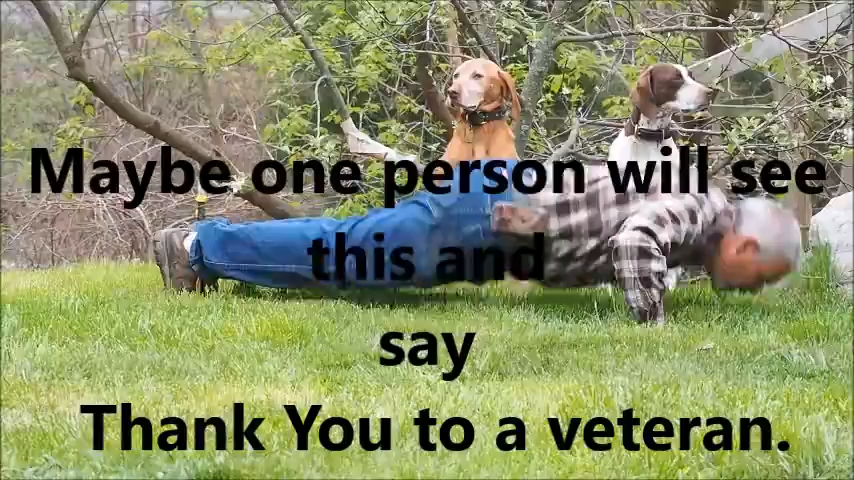 Maybe one person will see
this and
say
Thank You to a veteran.